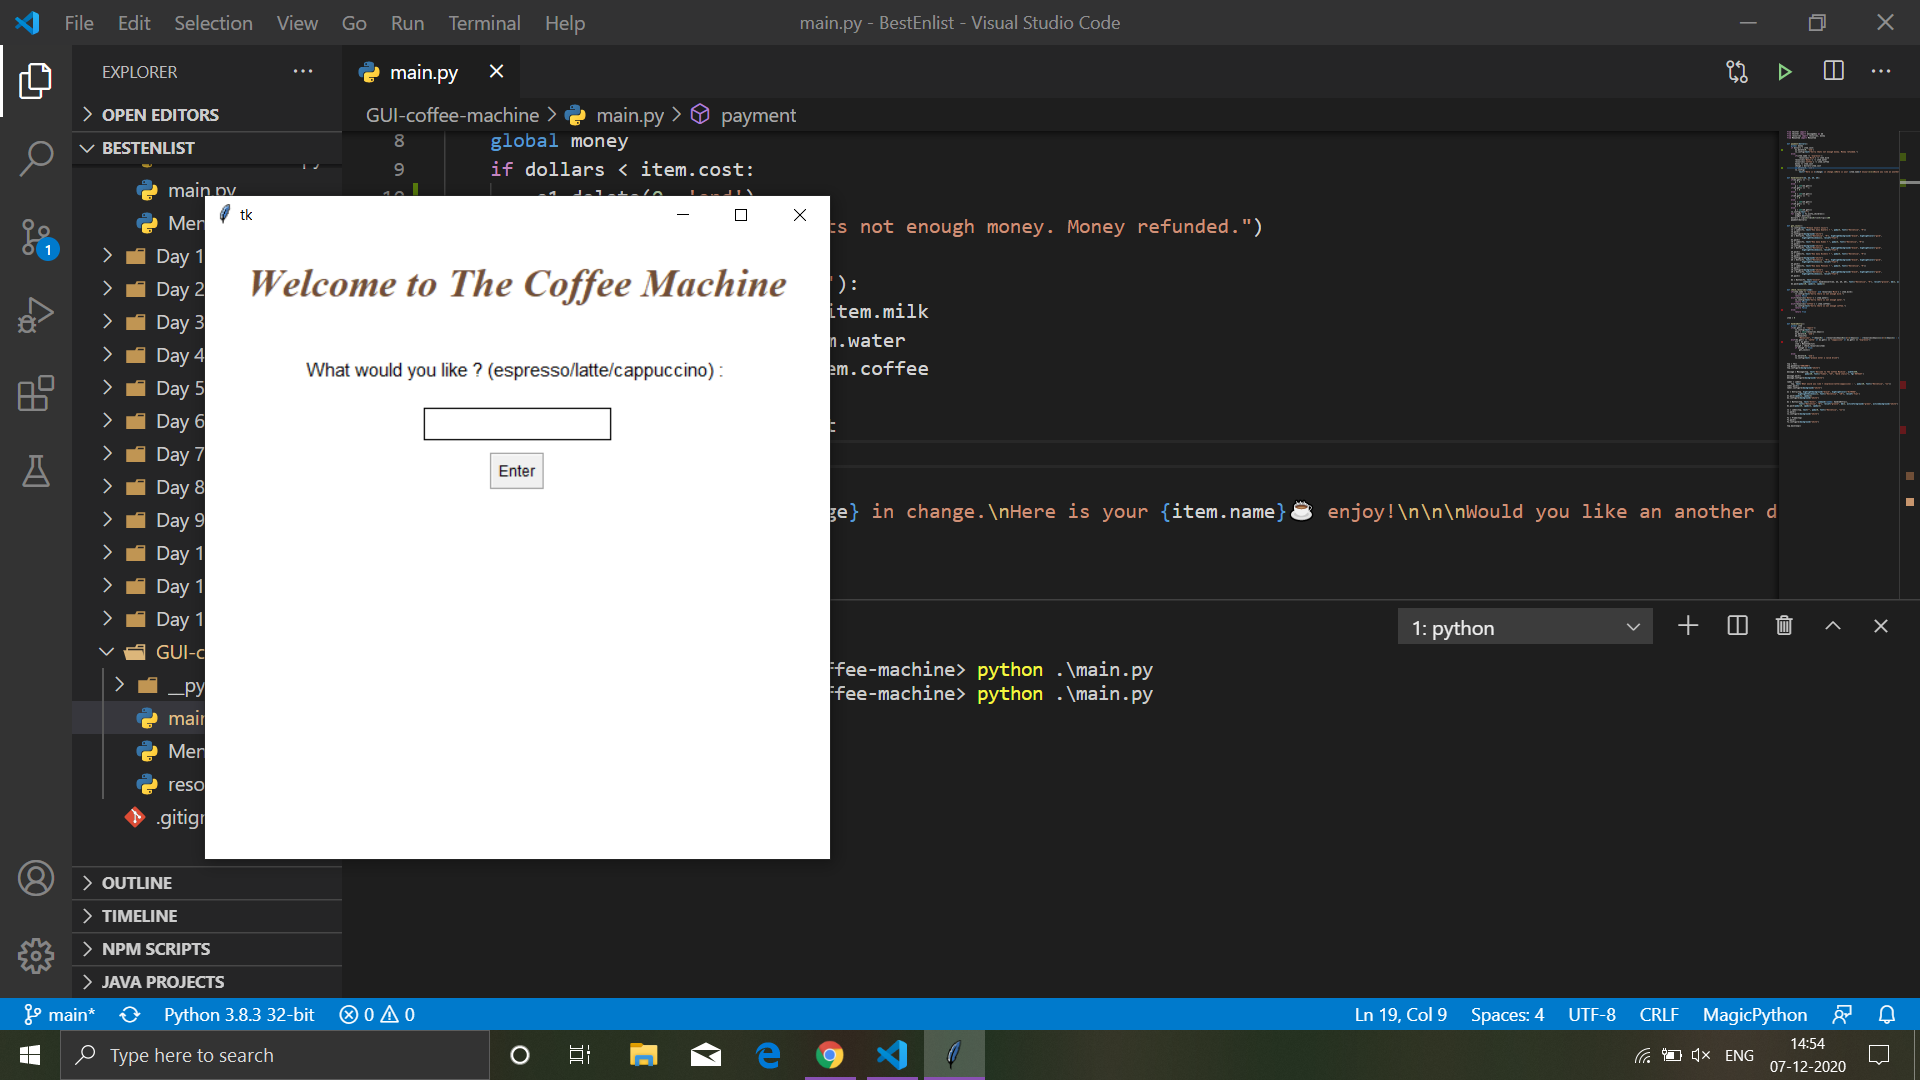 File Edit Selection View Go Run Terminal Help
main.py - BestEnlist - Visual Studio Code
EXPLORER
OPEN EDITORS
BESTENLIST
main.py
Men
Day 1
Day 2
Day 3
Day 4
Day 5
Day 6
Day 7
Day 8
Day 9
Day 1
Day 1
Day 1
GUI-c
__py
main
Men
reso
.gitigr
OUTLINE
TIMELINE
NPM SCRIPTS
JAVA PROJECTS
1
main.py
GUI-coffee-machine > main.py > payment
8 global money
9 if dollars < item.cost:
ts not enough money. Money refunded.")
"):
item.milk
m.water
em.coffee
ge} in change.\nHere is your {item.name}☕ enjoy!\n\n\nWould you like an another d
tk
Welcome to The Coffee Machine
What would you like ? (espresso/latte/cappuccino) :
Enter
1: python
ffee-machine> python .\main.py
ffee-machine> python .\main.py
main* Python 3.8.3 32-bit 0 0
Ln 19, Col 9 Spaces: 4 UTF-8 CRLF MagicPython
Type here to search
ENG
14:54
07-12-2020